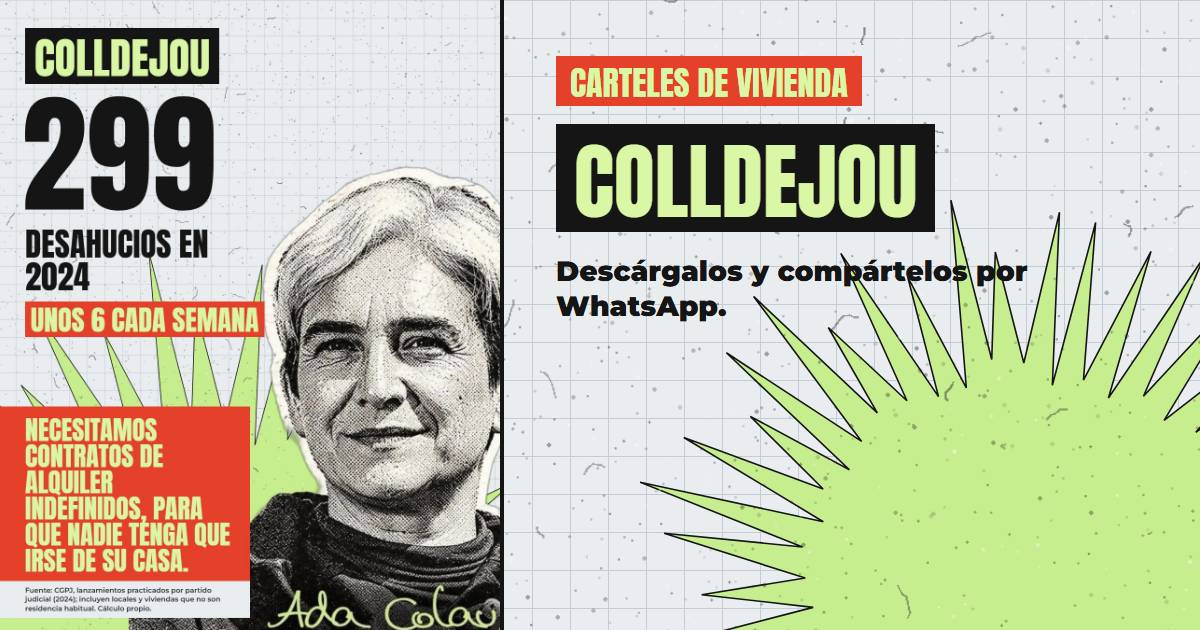 COLLDEJOU
299
DESAHUCIOS EN
2024
UNOS 6 CADA SEMANA
NECESITAMOS
CONTRATOS DE
ALQUILER
INDEFINIDOS, PARA
QUE NADIE TENGA QUE
IRSE DE SU CASA.
Fuente: CGPJ, lanzamientos practicados por partido
judicial (2024); incluyen locales y viviendas que no son
residencia habitual. Cálculo propio.
Ada Colau
CARTELES DE VIVIENDA
COLLDEJOU
Descárgalos y compártelos por
WhatsApp.